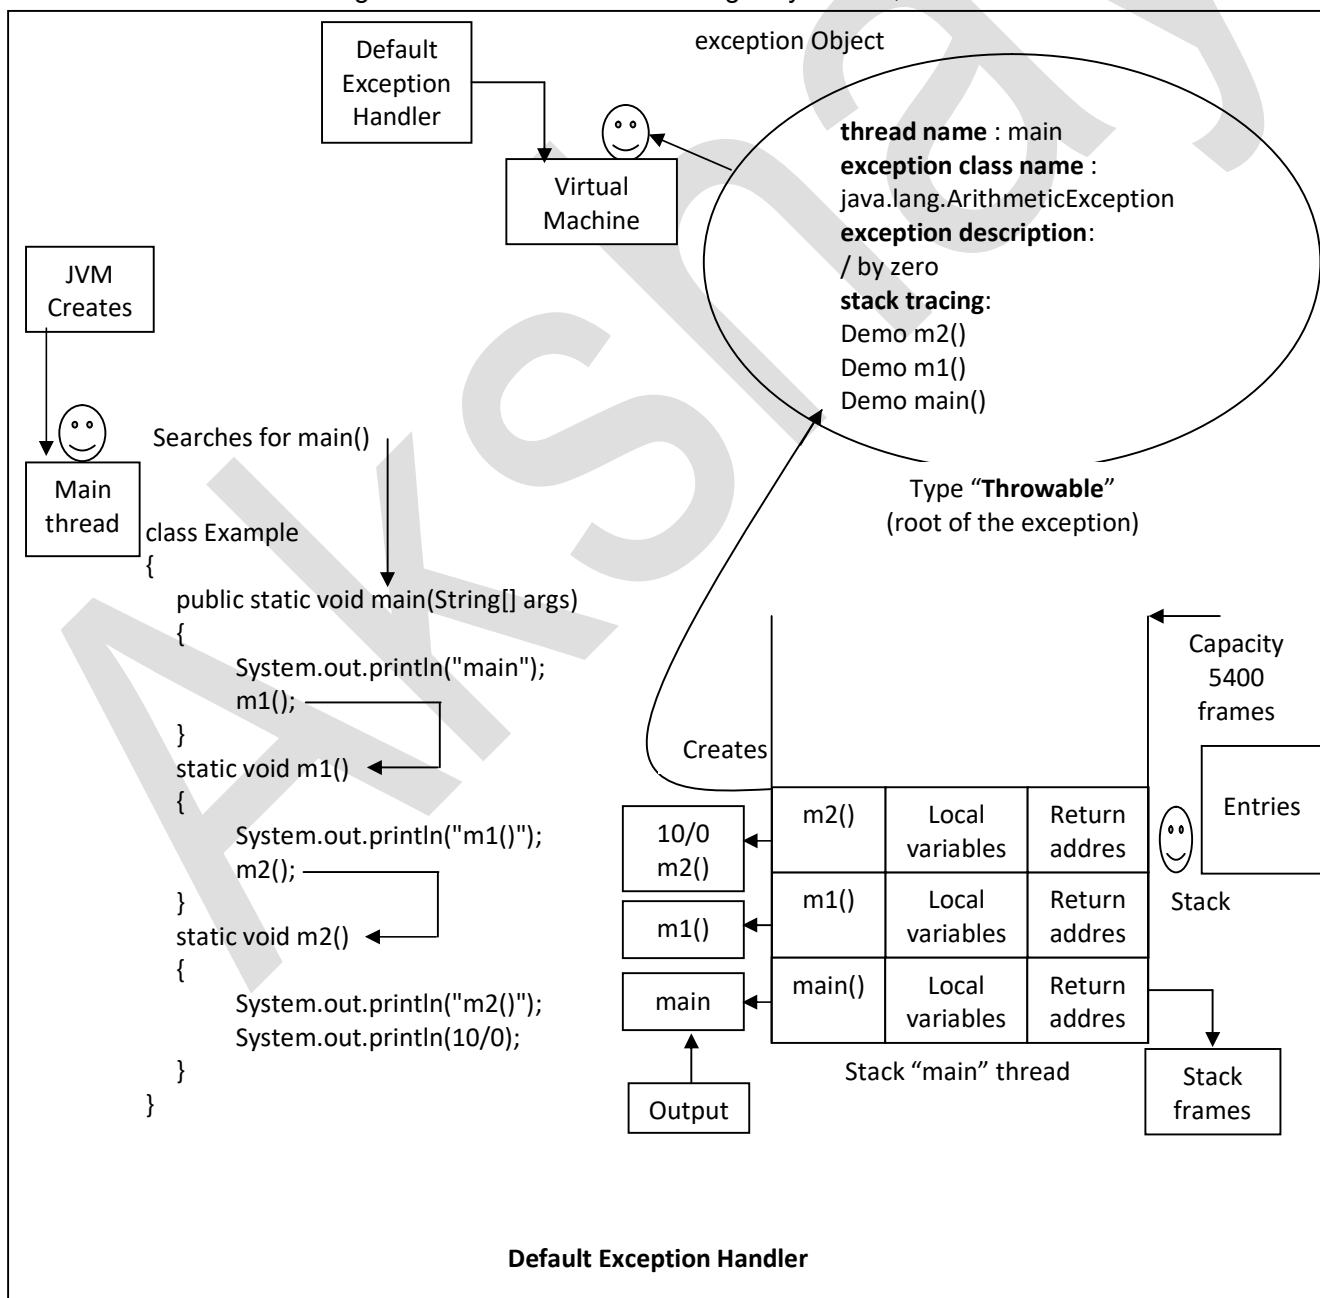 Default
Exception
Handler
exception Object
Virtual
Machine
thread name : main
exception class name :
java.lang.ArithmeticException
exception description:
/ by zero
stack tracing:
Demo m2()
Demo m1()
Demo main()
Type “Throwable”
(root of the exception)
JVM
Creates
Searches for main()
Main
thread
class Example
{
public static void main(String[] args)
{
System.out.println("main");
m1();
}
static void m1()
{
System.out.println("m1()");
m2();
}
static void m2()
{
System.out.println("m2()");
System.out.println(10/0);
}
}
Creates
Capacity
5400
frames
Entries
Stack
10/0
m2()
m1()
main
Output
m2()
Local
variables
Return
addres
m1()
Local
variables
Return
addres
main()
Local
variables
Return
addres
Stack “main” thread
Stack
frames
Default Exception Handler